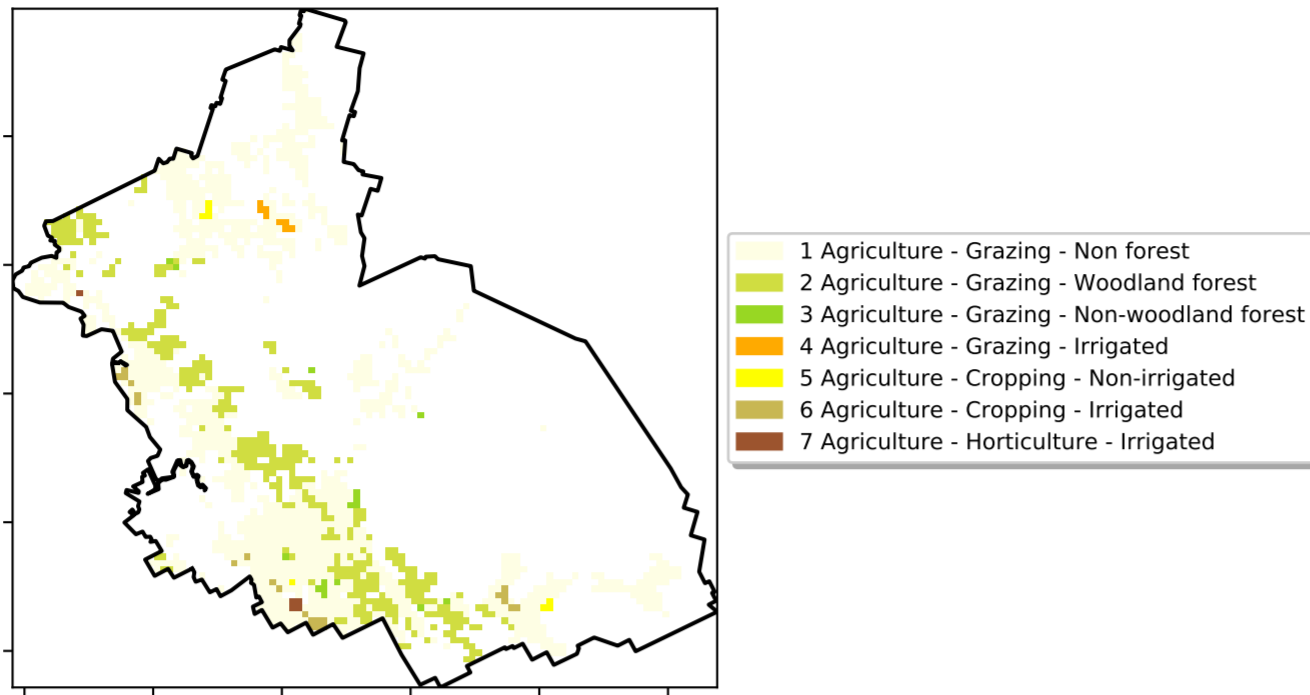 1 Agriculture - Grazing - Non forest
2 Agriculture - Grazing - Woodland forest
3 Agriculture - Grazing - Non-woodland forest
4 Agriculture - Grazing - Irrigated
5 Agriculture - Cropping - Non-irrigated
6 Agriculture - Cropping - Irrigated
7 Agriculture - Horticulture - Irrigated